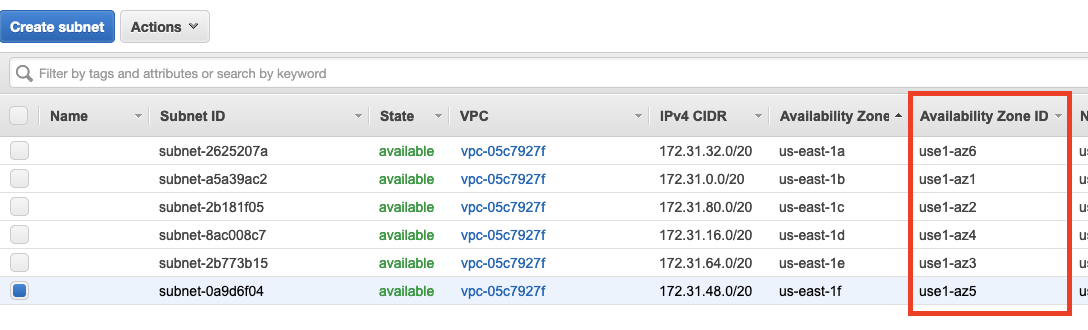 Create subnet Actions
Filter by tags and attributes or search by keyword
Name Subnet ID State VPC IPv4 CIDR Availability Zone Availability Zone ID N
subnet-2625207a available vpc-05c7927f 172.31.32.0/20 us-east-1a use1-az6
subnet-a5a39ac2 available vpc-05c7927f 172.31.0.0/20 us-east-1b use1-az1
subnet-2b181f05 available vpc-05c7927f 172.31.80.0/20 us-east-1c use1-az2
subnet-8ac008c7 available vpc-05c7927f 172.31.16.0/20 us-east-1d use1-az4
subnet-2b773b15 available vpc-05c7927f 172.31.64.0/20 us-east-1e use1-az3
subnet-0a9d6f04 available vpc-05c7927f 172.31.48.0/20 us-east-1f use1-az5